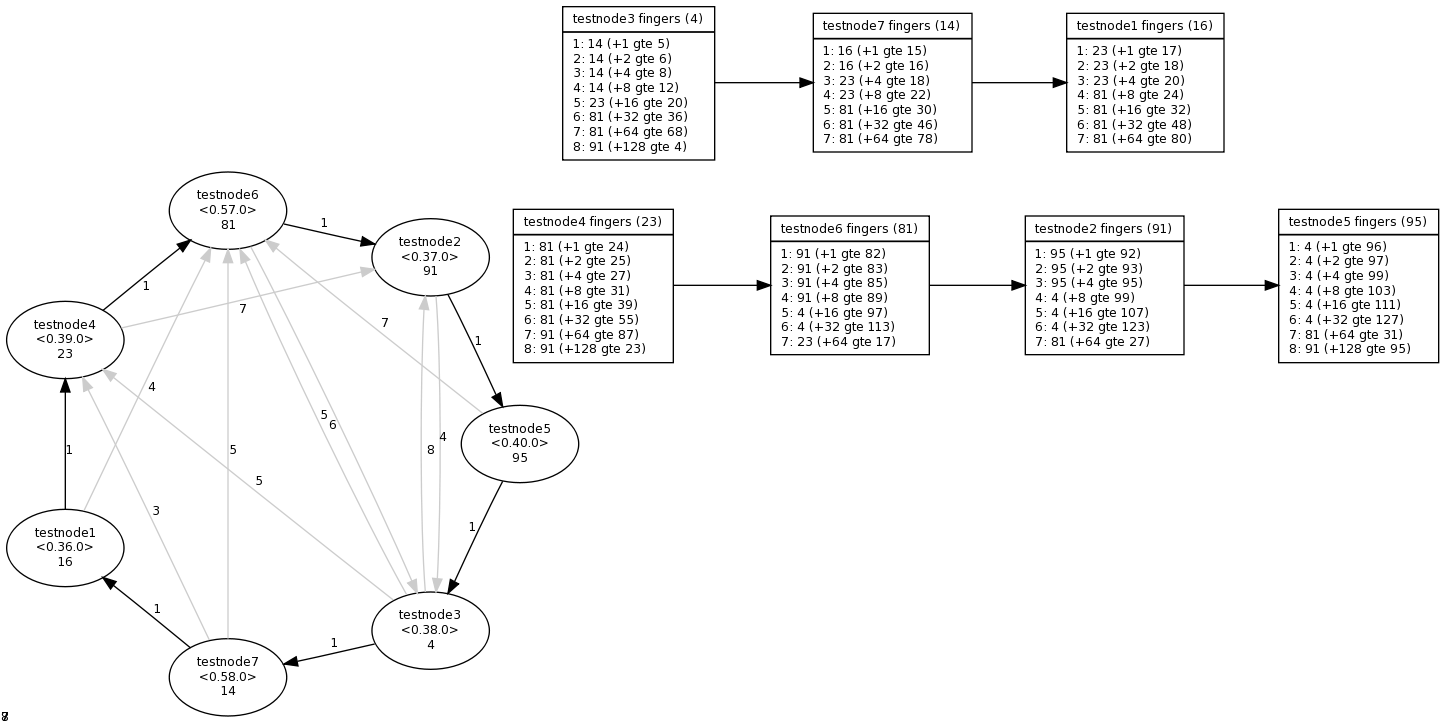 testnode3 fingers (4)
1: 14 (+1 gte 5)
2: 14 (+2 gte 6)
3: 14 (+4 gte 8)
4: 14 (+8 gte 12)
5: 23 (+16 gte 20)
6: 81 (+32 gte 36)
7: 81 (+64 gte 68)
8: 91 (+128 gte 4)
testnode7 fingers (14)
1: 16 (+1 gte 15)
2: 16 (+2 gte 16)
3: 23 (+4 gte 18)
4: 23 (+8 gte 22)
5: 81 (+16 gte 30)
6: 81 (+32 gte 46)
7: 81 (+64 gte 78)
testnode1 fingers (16)
1: 23 (+1 gte 17)
2: 23 (+2 gte 18)
3: 23 (+4 gte 20)
4: 81 (+8 gte 24)
5: 81 (+16 gte 32)
6: 81 (+32 gte 48)
7: 81 (+64 gte 80)
testnode4 fingers (23)
1: 81 (+1 gte 24)
2: 81 (+2 gte 25)
3: 81 (+4 gte 27)
4: 81 (+8 gte 31)
5: 81 (+16 gte 39)
6: 81 (+32 gte 55)
7: 91 (+64 gte 87)
8: 91 (+128 gte 23)
testnode6 fingers (81)
1: 91 (+1 gte 82)
2: 91 (+2 gte 83)
3: 91 (+4 gte 85)
4: 91 (+8 gte 89)
5: 4 (+16 gte 97)
6: 4 (+32 gte 113)
7: 23 (+64 gte 17)
testnode2 fingers (91)
1: 95 (+1 gte 92)
2: 95 (+2 gte 93)
3: 95 (+4 gte 95)
4: 4 (+8 gte 99)
5: 4 (+16 gte 107)
6: 4 (+32 gte 123)
7: 81 (+64 gte 27)
testnode5 fingers (95)
1: 4 (+1 gte 96)
2: 4 (+2 gte 97)
3: 4 (+4 gte 99)
4: 4 (+8 gte 103)
5: 4 (+16 gte 111)
6: 4 (+32 gte 127)
7: 81 (+64 gte 31)
8: 91 (+128 gte 95)
testnode6
<0.57.0>
81
1
testnode2
<0.37.0>
91
1
7
7
1
testnode4
<0.39.0>
23
4
5
6
testnode5
<0.40.0>
95
1
5
8
4
5
3
1
testnode1
<0.36.0>
16
1
1
testnode3
<0.38.0>
4
testnode7
<0.58.0>
14